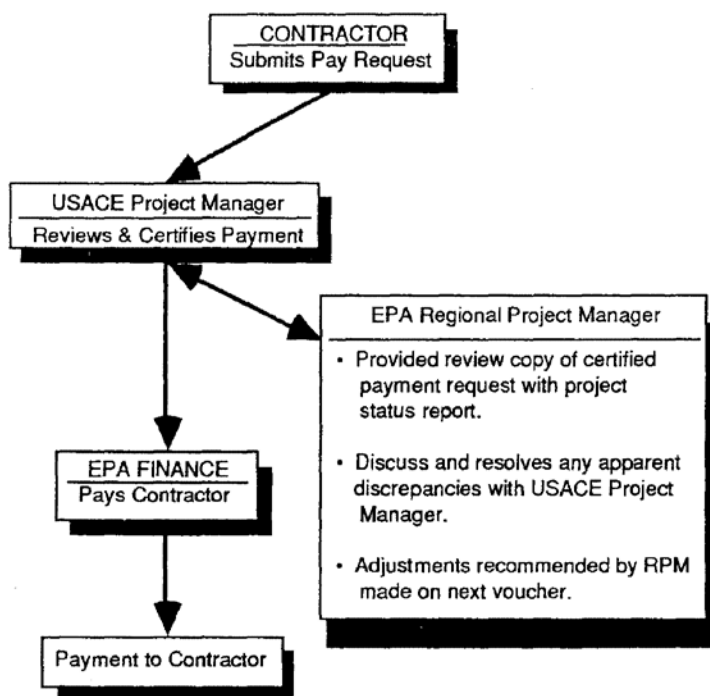 CONTRACTOR
Submits Pay Request
USACE Project Manager
Reviews & Certifies Payment
EPA Regional Project Manager
• Provided review copy of certified
payment request with project
status report.
• Discuss and resolves any apparent
discrepancies with USACE Project
Manager.
• Adjustments recommended by RPM
made on next voucher.
EPA FINANCE
Pays Contractor
Payment to Contractor